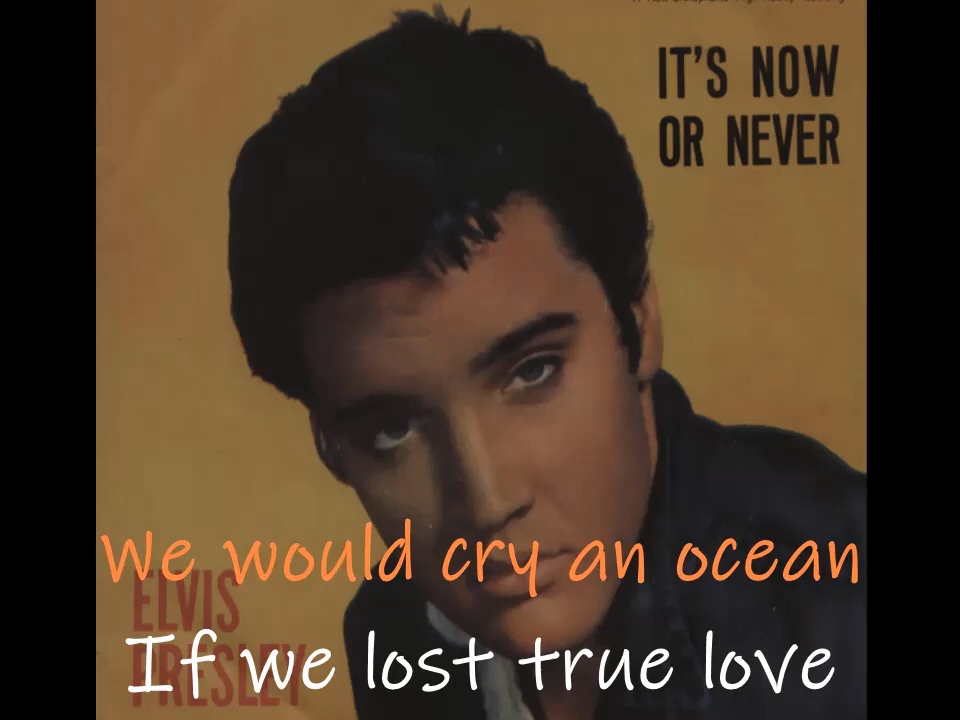 IT'S NOW
OR NEVER
We would cry an ocean
ELVIS
If we lost true love
PRESLEY